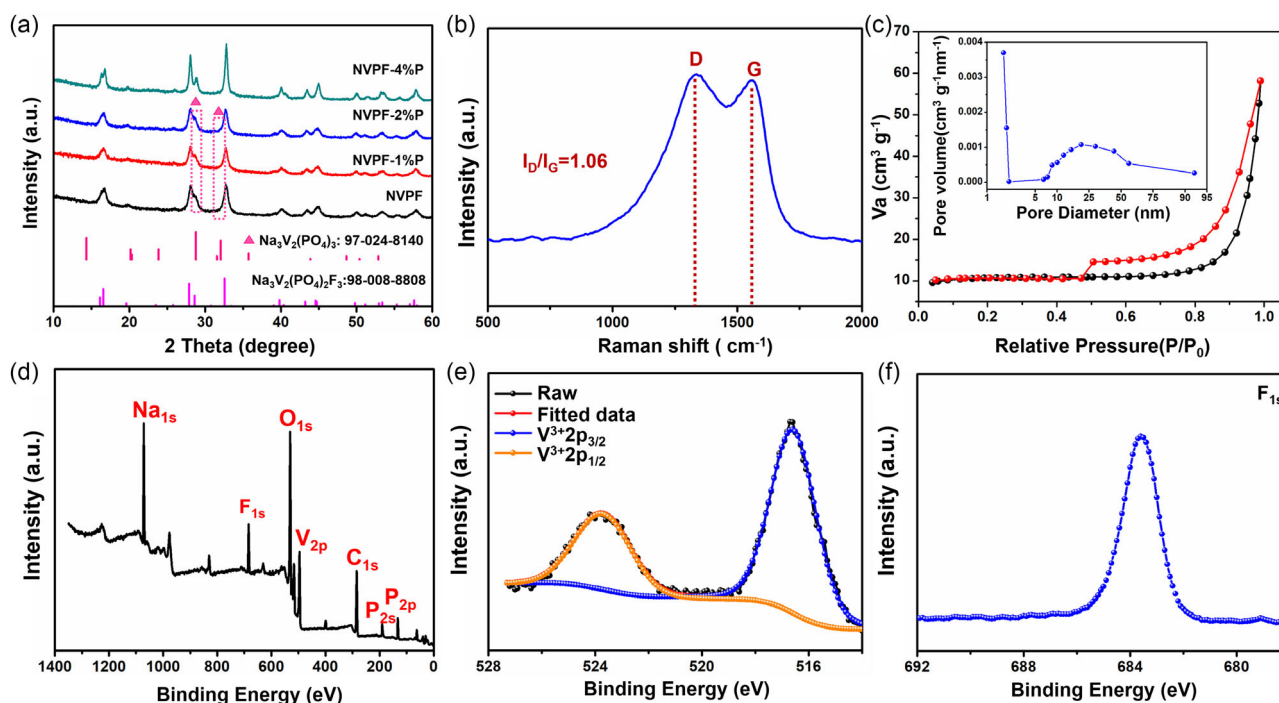 (a)
Intensity (a.u.)
NVPF-4%P
NVPF-2%P
NVPF-1%P
NVPF
Na₃V₂(PO₄)₃: 97-024-8140
Na₃V₂(PO₄)₂F₃:98-008-8808
10 20 30 40 50 60
2 Theta (degree)
(b)
Intensity (a.u.)
D
G
I_D/I_G=1.06
500 1000 1500 2000
Raman shift ( cm⁻¹)
(c)
Va (cm³ g⁻¹)
70
60
50
40
30
20
10
0
Pore volume(cm³ g⁻¹nm⁻¹)
0.004
0.003
0.002
0.001
0.000
1 10 25 50 75 95
Pore Diameter (nm)
0.0 0.2 0.4 0.6 0.8 1.0
Relative Pressure(P/P₀)
(d)
Intensity (a.u.)
Na₁ₛ
F₁ₛ
O₁ₛ
V₂ₚ
C₁ₛ
P₂ₛ
P₂ₚ
1400 1200 1000 800 600 400 200 0
Binding Energy (eV)
(e)
Intensity (a.u.)
Raw
Fitted data
V³⁺2p₃/₂
V³⁺2p₁/₂
528 524 520 516
Binding Energy (eV)
(f)
Intensity (a.u.)
F₁ₛ
692 688 684 680
Binding Energy (eV)